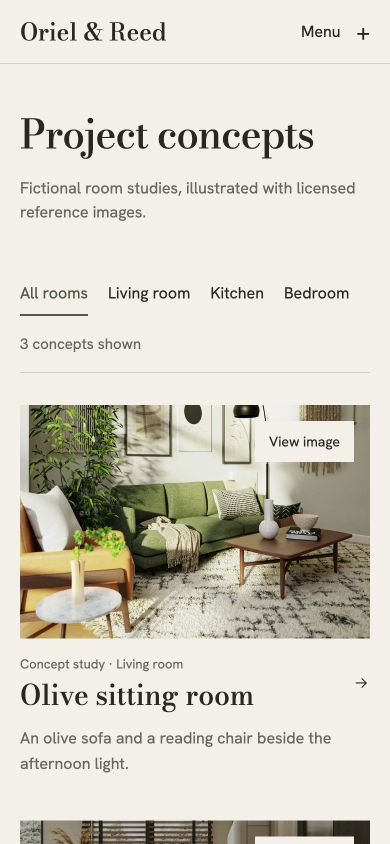 Oriel & Reed
Menu +
Project concepts
Fictional room studies, illustrated with licensed
reference images.
All rooms Living room Kitchen Bedroom
3 concepts shown
View image
Concept study · Living room
Olive sitting room →
An olive sofa and a reading chair beside the
afternoon light.